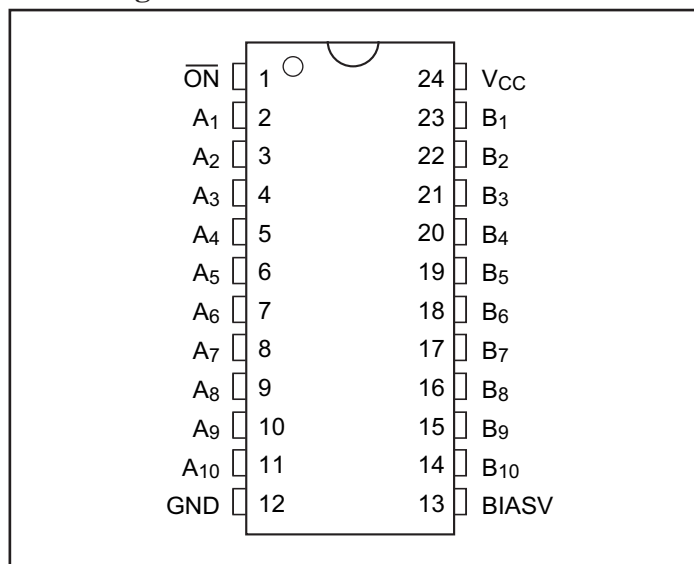 O̅N̅ 1 24 VCC
A1 2 23 B1
A2 3 22 B2
A3 4 21 B3
A4 5 20 B4
A5 6 19 B5
A6 7 18 B6
A7 8 17 B7
A8 9 16 B8
A9 10 15 B9
A10 11 14 B10
GND 12 13 BIASV